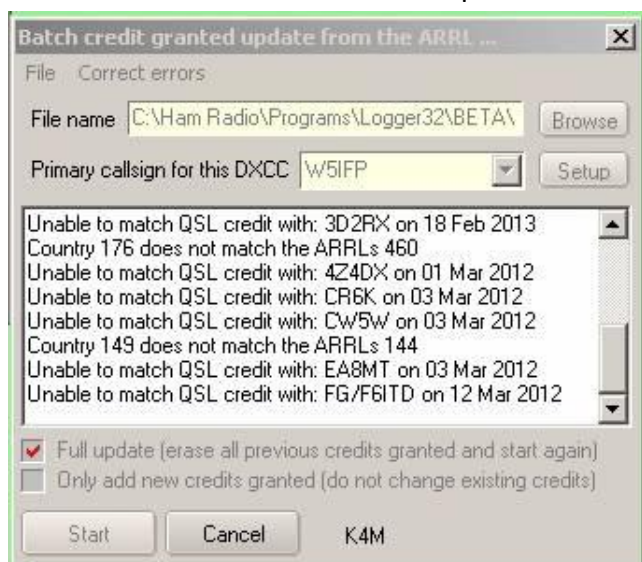 Batch credit granted update from the ARRL ...
File Correct errors
File name C:\Ham Radio\Programs\Logger32\BETA\ Browse
Primary callsign for this DXCC W5IFP Setup
Unable to match QSL credit with: 3D2RX on 18 Feb 2013
Country 176 does not match the ARRLs 460
Unable to match QSL credit with: 4Z4DX on 01 Mar 2012
Unable to match QSL credit with: CR6K on 03 Mar 2012
Unable to match QSL credit with: CW5W on 03 Mar 2012
Country 149 does not match the ARRLs 144
Unable to match QSL credit with: EA8MT on 03 Mar 2012
Unable to match QSL credit with: FG/F6ITD on 12 Mar 2012
Full update (erase all previous credits granted and start again)
Only add new credits granted (do not change existing credits)
Start Cancel K4M